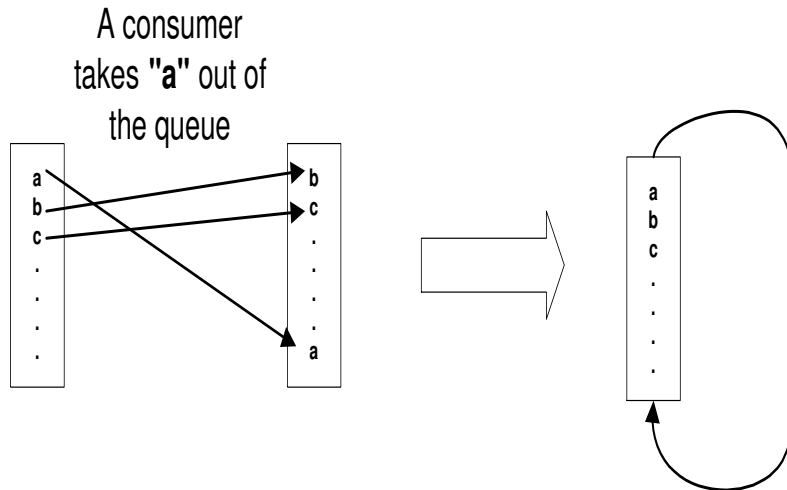 A consumer
takes "a" out of
the queue
a
b
c
.
.
.
.
b
c
.
.
.
.
a
a
b
c
.
.
.
.